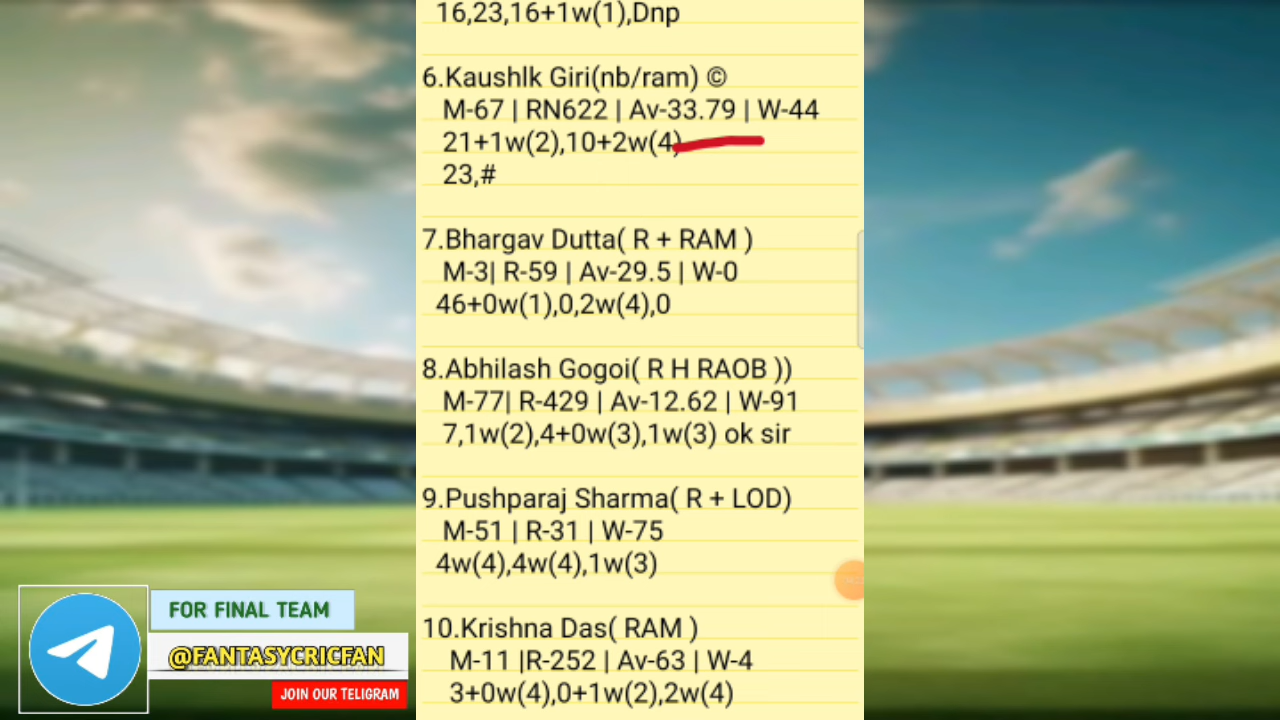 16,23,16+1w(1),Dnp
6.Kaushlk Giri(nb/ram) ©
M-67 | RN622 | Av-33.79 | W-44
21+1w(2),10+2w(4)
23,#
7.Bhargav Dutta( R + RAM )
M-3| R-59 | Av-29.5 | W-0
46+0w(1),0,2w(4),0
8.Abhilash Gogoi( R H RAOB ))
M-77| R-429 | Av-12.62 | W-91
7,1w(2),4+0w(3),1w(3) ok sir
9.Pushparaj Sharma( R + LOD)
M-51 | R-31 | W-75
4w(4),4w(4),1w(3)
10.Krishna Das( RAM )
M-11 |R-252 | Av-63 | W-4
3+0w(4),0+1w(2),2w(4)
FOR FINAL TEAM
@FANTASYCRICFAN
JOIN OUR TELIGRAM